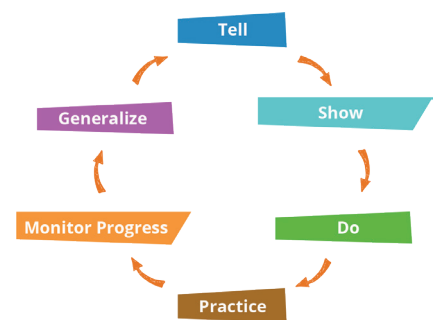 Tell
Show
Do
Practice
Monitor Progress
Generalize